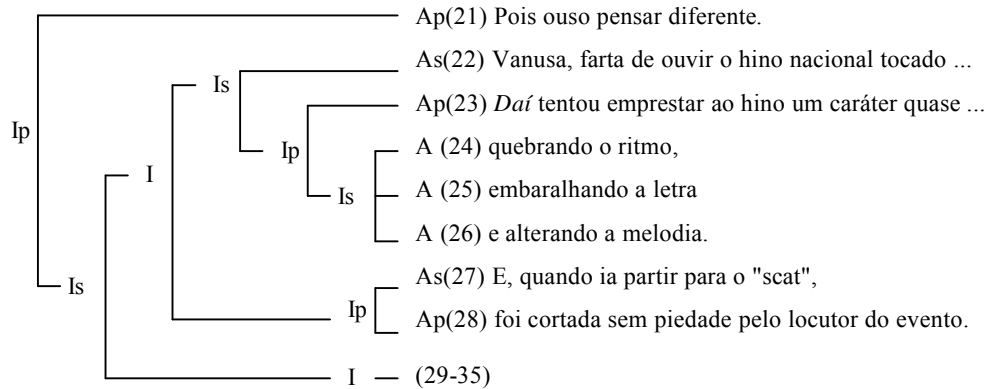 Ap(21) Pois ouso pensar diferente.
As(22) Vanusa, farta de ouvir o hino nacional tocado ...
Is
Ap(23) Daí tentou emprestar ao hino um caráter quase ...
Ip
Ip
A (24) quebrando o ritmo,
I
Is
A (25) embaralhando a letra
A (26) e alterando a melodia.
Is
As(27) E, quando ia partir para o "scat",
Ip
Ap(28) foi cortada sem piedade pelo locutor do evento.
I
(29-35)